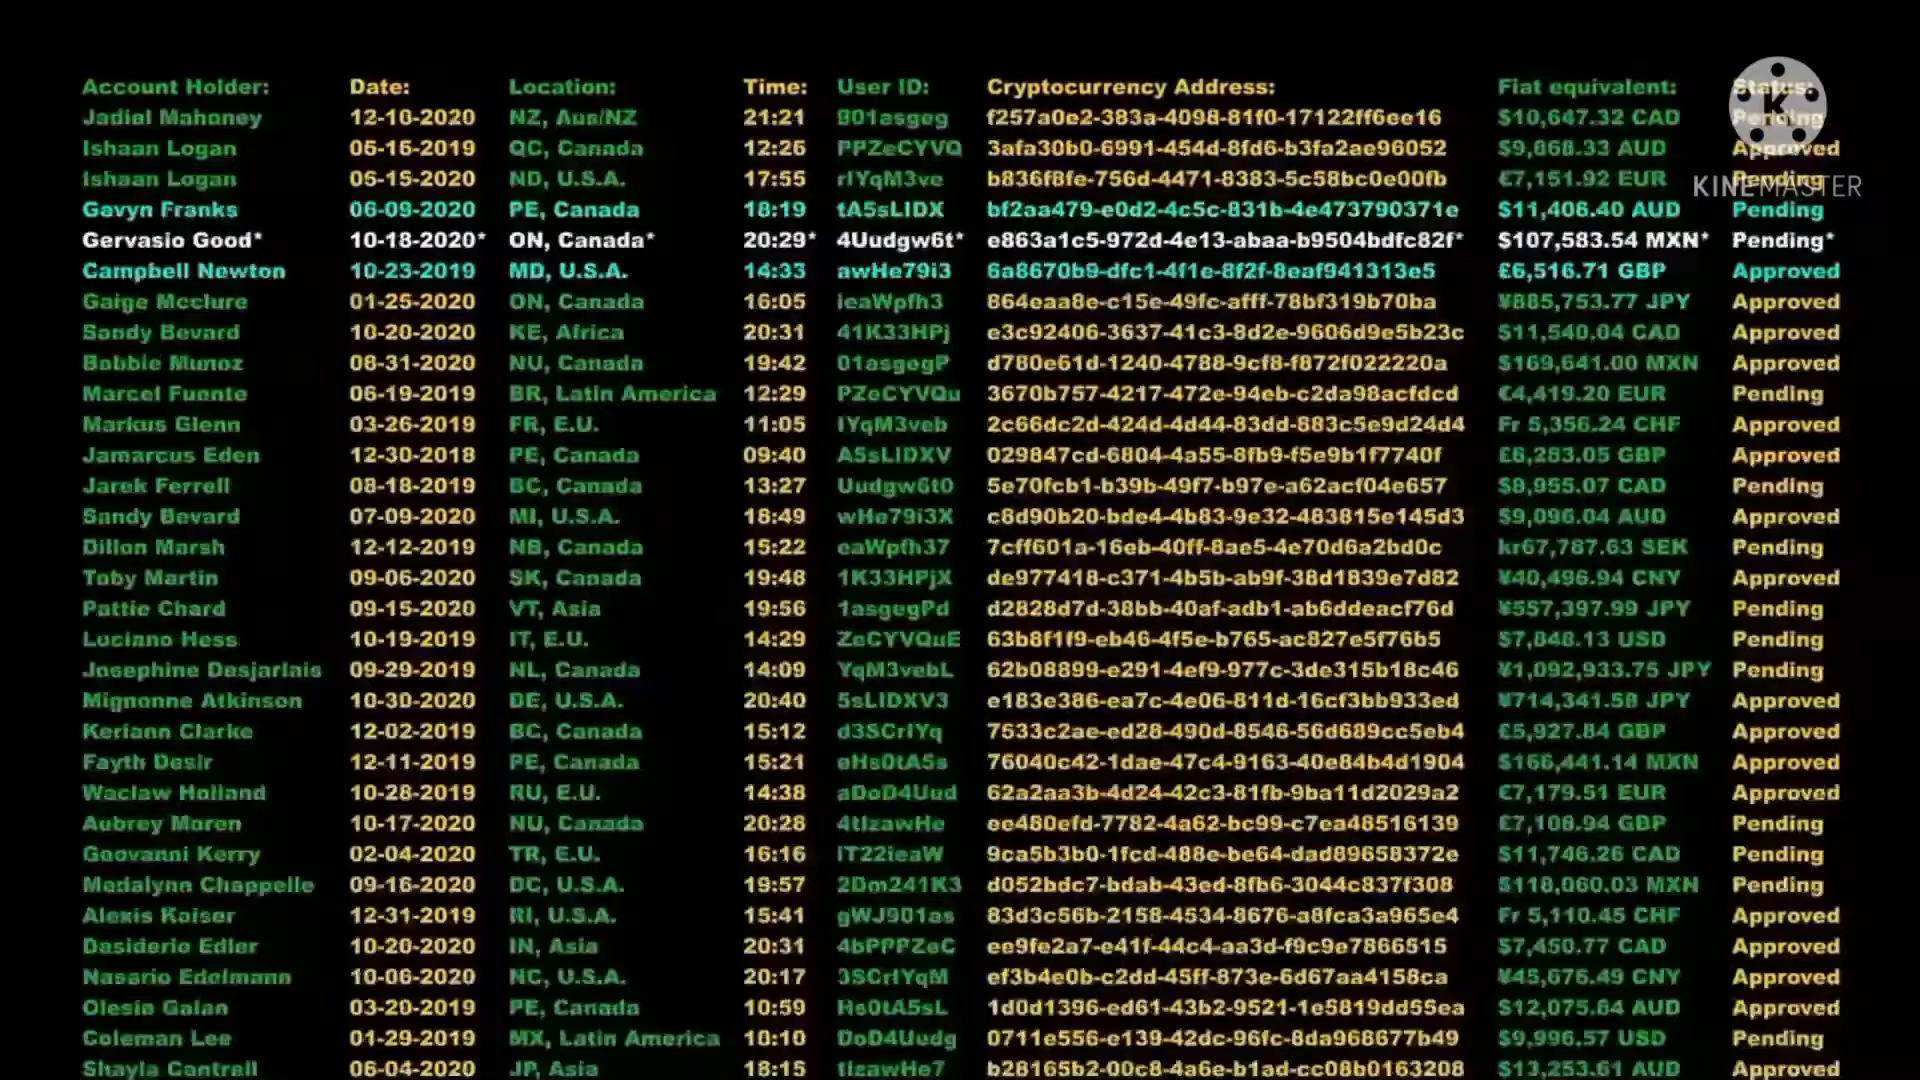 Account Holder: Date: Location: Time: User ID: Cryptocurrency Address: Fiat equivalent: Status:
Jadiel Mahoney 12-10-2020 NZ, Aus/NZ 21:21 901asgeg f257a0e2-383a-4098-81f0-17122ff6ee16 $10,647.32 CAD Pending
Ishaan Logan 05-15-2019 QC, Canada 12:25 PPZeCYVQ 3afa30b0-6991-454d-8fd6-b3fa2ae96052 $9,868.33 AUD Approved
Ishaan Logan 05-15-2019 ND, U.S.A. 17:55 rIYqM3ve b836f8fe-756d-4471-8383-5c58bc0e00fb €7,151.92 EUR Pending
KINEMASTER
Gavyn Franks 06-09-2020 PE, Canada 18:19 tA5sLIDX bf2aa479-e0d2-4c5c-831b-4e473790371e $11,406.40 AUD Pending
Gervasio Good* 10-18-2020* ON, Canada* 20:29* 4Uudgw6t* e863a1c5-972d-4e13-abaa-b9504bdfc82f* $107,583.54 MXN* Pending*
Campbell Newton 10-23-2019 MD, U.S.A. 14:33 awHe79i3 6a8670b9-dfc1-4f1e-8f2f-8eaf941313e5 £6,516.71 GBP Approved
Gaige Mcclure 01-25-2020 ON, Canada 16:05 ieaWpfh3 864eaa8e-c15e-49fc-afff-78bf319b70ba ¥885,753.77 JPY Approved
Sandy Bevard 10-20-2020 KE, Africa 20:31 41K33HPj e3c92406-3637-41c3-8d2e-9606d9e5b23c $11,540.04 CAD Approved
Bobbie Munoz 08-31-2020 NU, Canada 19:42 01asgegP d780e61d-1240-4788-9cf8-f872f022220a $169,641.00 MXN Approved
Marcel Fuente 06-19-2019 BR, Latin America 12:29 PZeCYVQu 3670b757-4217-472e-94eb-c2da98acfdcd €4,419.20 EUR Pending
Markus Glenn 03-26-2019 FR, E.U. 11:05 IYqM3veb 2c66dc2d-424d-4d44-83dd-883c5e9d24d4 Fr 5,356.24 CHF Approved
Jamarcus Eden 12-30-2018 PE, Canada 09:40 A5sLIDXV 029847cd-6804-4a55-8fb9-f5e9b1f7740f £6,283.05 GBP Approved
Jarek Ferrell 08-18-2019 BC, Canada 13:27 Uudgw6t0 5e70fcb1-b39b-49f7-b97e-a62acf04e657 $8,955.07 CAD Pending
Sandy Bevard 07-09-2020 MI, U.S.A. 18:49 wHe79i3X c8d90b20-bde4-4b83-9e32-463815e145d3 $9,096.04 AUD Approved
Dillon Marsh 12-12-2019 NB, Canada 15:22 eaWpfh37 7cff601a-16eb-40ff-8ae5-4e70d6a2bd0c kr67,787.63 SEK Pending
Toby Martin 09-06-2020 SK, Canada 19:48 1K33HPjX de977418-c371-4b5b-ab9f-38d1839e7d82 ¥40,496.94 CNY Approved
Pattie Chard 09-15-2020 VT, Asia 19:56 1asgegPd d2828d7d-38bb-40af-adb1-ab6ddeacf76d ¥557,397.99 JPY Pending
Luciano Hess 10-19-2019 IT, E.U. 14:29 ZeCYVQuE 63b8f1f9-eb46-4f5e-b765-ac827e5f76b5 $7,848.13 USD Pending
Josephine Desjarlais 09-29-2019 NL, Canada 14:09 YqM3vebL 62b08899-e291-4ef9-977c-3de315b18c46 ¥1,092,933.75 JPY Pending
Mignonne Atkinson 10-30-2020 DE, U.S.A. 20:40 5sLIDXV3 e183e386-ea7c-4e06-811d-16cf3bb933ed ¥714,341.58 JPY Approved
Keriann Clarke 12-02-2019 BC, Canada 15:12 d3SCrIYq 7533c2ae-ed28-490d-8546-56d689cc5eb4 £5,927.84 GBP Approved
Fayth Desir 12-11-2019 PE, Canada 15:21 eHs0tA5s 76040c42-1dae-47c4-9163-40e84b4d1904 $166,441.14 MXN Approved
Waclaw Holland 10-28-2019 RU, E.U. 14:38 aDoD4Uud 62a2aa3b-4d24-42c3-81fb-9ba11d2029a2 €7,179.51 EUR Approved
Aubrey Moren 10-17-2020 NU, Canada 20:28 4tIzawHe ee480efd-7782-4a62-bc99-c7ea48516139 £7,108.94 GBP Pending
Geovanni Kerry 02-04-2020 TR, E.U. 16:16 IT22ieaW 9ca5b3b0-1fcd-488e-be64-dad89658372e $11,746.26 CAD Pending
Madalynn Chappelle 09-16-2020 DC, U.S.A. 19:57 2Dm241K3 d052bdc7-bdab-43ed-8fb6-3044c837f308 $118,060.03 MXN Pending
Alexis Kaiser 12-31-2019 RI, U.S.A. 15:41 gWJ901as 83d3c56b-2158-4534-8676-a8fca3a965e4 Fr 5,110.45 CHF Approved
Desiderio Edler 10-20-2020 IN, Asia 20:31 4bPPPZeC ee9fe2a7-e41f-44c4-aa3d-f9c9e7866515 $7,450.77 CAD Approved
Nasario Edelmann 10-06-2020 NC, U.S.A. 20:17 3SCrIYqM ef3b4e0b-c2dd-45ff-873e-6d67aa4158ca ¥45,676.49 CNY Approved
Olesia Galan 03-20-2019 PE, Canada 10:59 Hs0tA5sL 1d0d1396-ed61-43b2-9521-1e5819dd55ea $12,075.84 AUD Approved
Coleman Lee 01-29-2019 MX, Latin America 10:10 DoD4Uudg 0711e556-e139-42dc-96fc-8da968677b49 $9,996.57 USD Pending
Shayla Cantrell 06-04-2020 JP, Asia 18:15 tIzawHe7 b28165b2-00c8-4a6e-b1ad-cc08b0163208 $13,253.61 AUD Approved